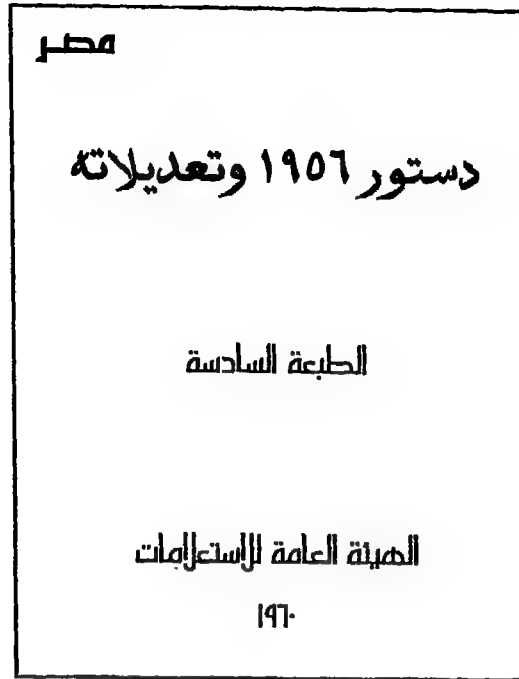 مصر
دستور ١٩٥٦ وتعديلاته
الطبعة السادسة
الهيئة العامة للاستعلامات
١٩٦٠